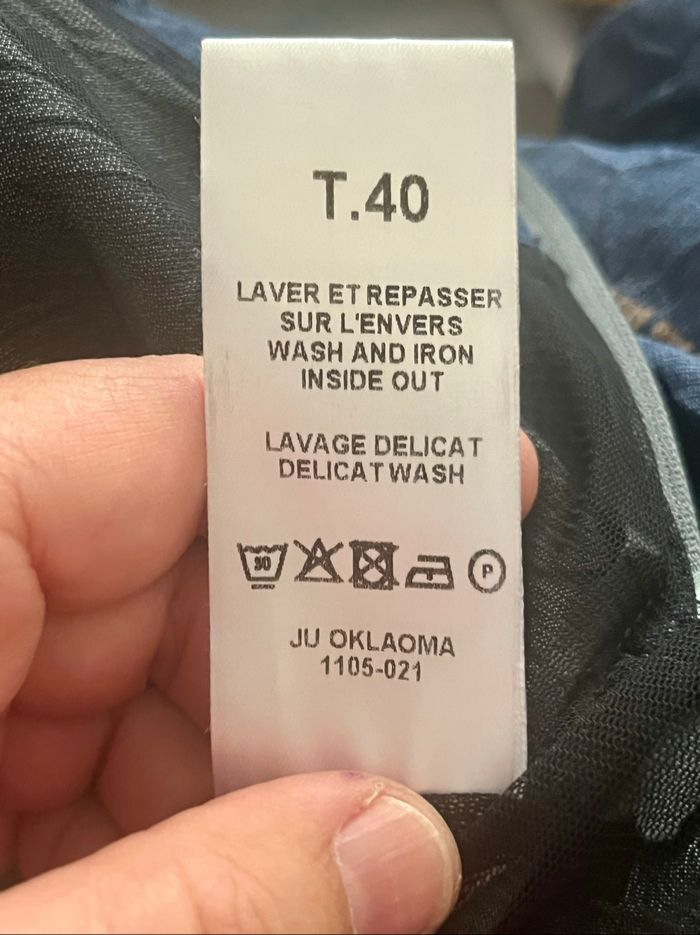 T.40
LAVER ET REPASSER
SUR L'ENVERS
WASH AND IRON
INSIDE OUT
LAVAGE DELICAT
DELICAT WASH
30 P
JU OKLAOMA
1105-021